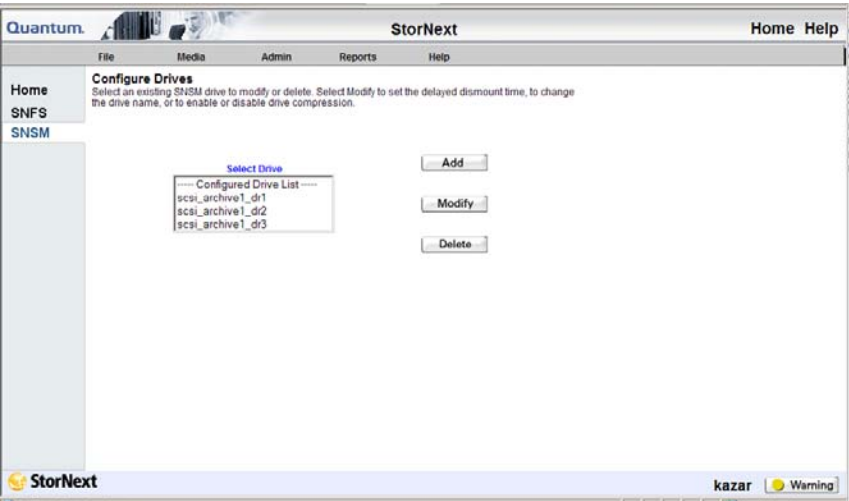 Quantum. StorNext Home Help
File Media Admin Reports Help
Home
SNFS
SNSM
Configure Drives
Select an existing SNSM drive to modify or delete. Select Modify to set the delayed dismount time, to change
the drive name, or to enable or disable drive compression.
Select Drive
----- Configured Drive List -----
scsi_archive1_dr1
scsi_archive1_dr2
scsi_archive1_dr3
Add
Modify
Delete
StorNext
kazar Warning